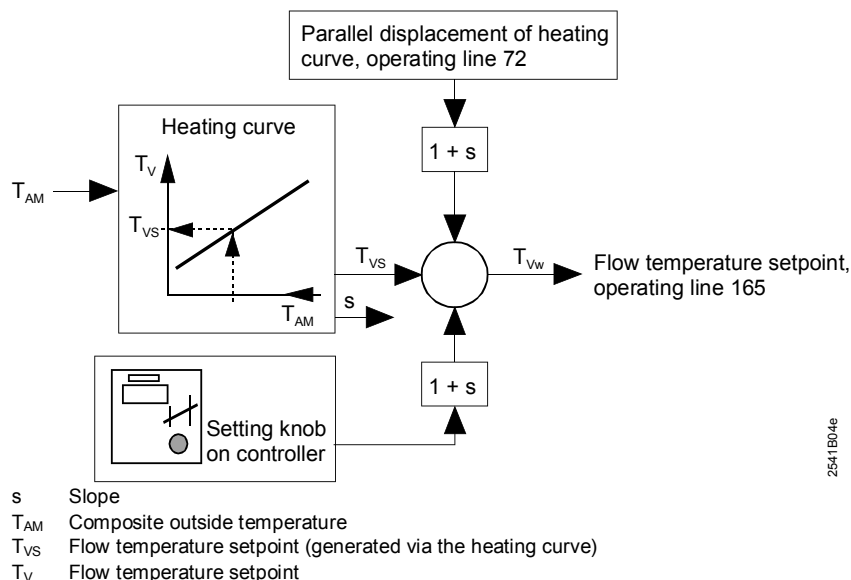 Parallel displacement of heating
curve, operating line 72
Heating curve
1 + s
T_V
T_AM
T_VS
T_VS
T_Vw
Flow temperature setpoint,
operating line 165
T_AM
s
1 + s
Setting knob
on controller
2541B04e
s Slope
T_AM Composite outside temperature
T_VS Flow temperature setpoint (generated via the heating curve)
T_V Flow temperature setpoint